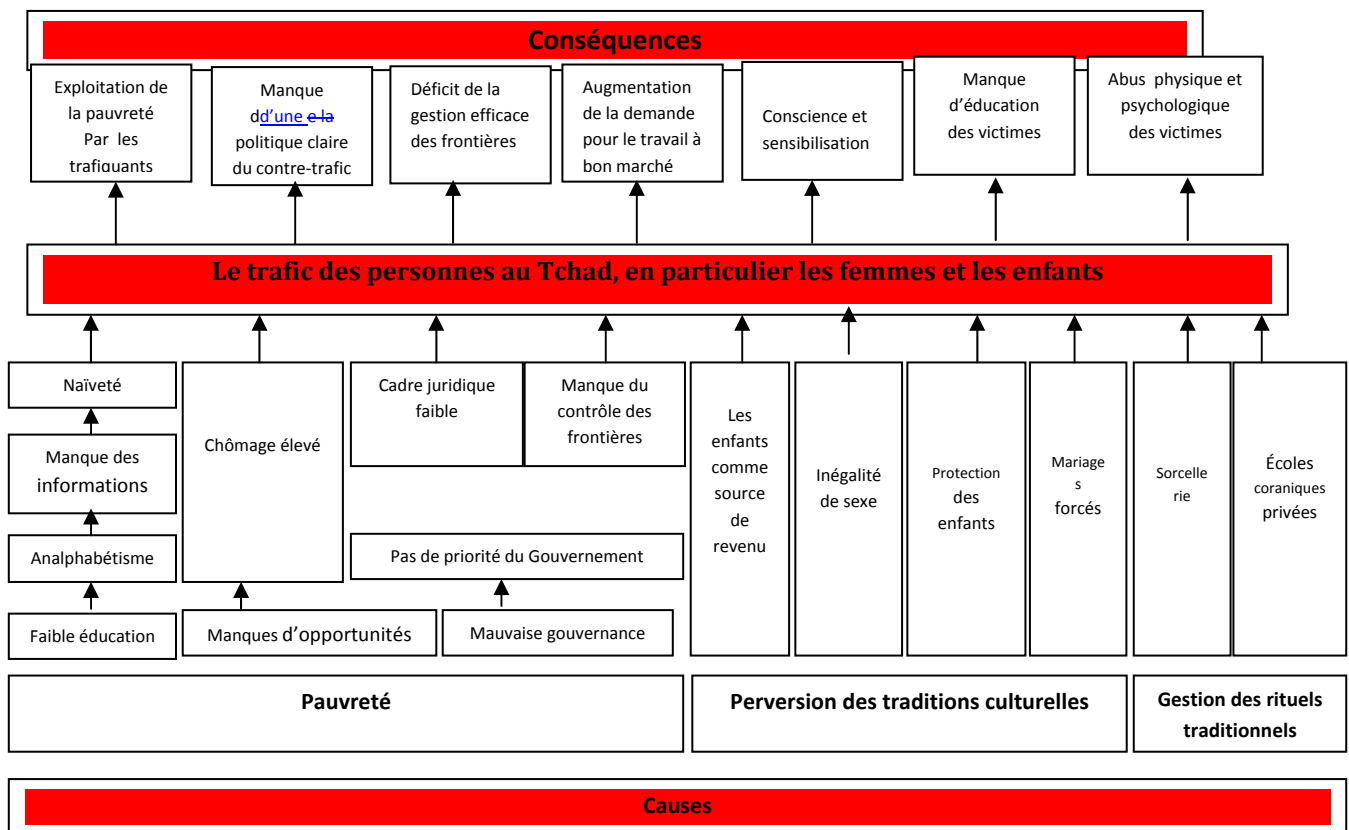 Conséquences
Exploitation de
la pauvreté
Par les
trafiquants
Manque
dd’une e la
politique claire
du contre-trafic
Déficit de la
gestion efficace
des frontières
Augmentation
de la demande
pour le travail à
bon marché
Conscience et
sensibilisation
Manque
d’éducation
des victimes
Abus physique et
psychologique
des victimes
Le trafic des personnes au Tchad, en particulier les femmes et les enfants
Naïveté
Manque des
informations
Analphabétisme
Faible éducation
Chômage élevé
Manques d’opportunités
Cadre juridique
faible
Manque du
contrôle des
frontières
Pas de priorité du Gouvernement
Mauvaise gouvernance
Les
enfants
comme
source
de
revenu
Inégalité
de sexe
Protection
des
enfants
Mariage
s
forcés
Sorcelle
rie
Écoles
coraniques
privées
Pauvreté
Perversion des traditions culturelles
Gestion des rituels
traditionnels
Causes